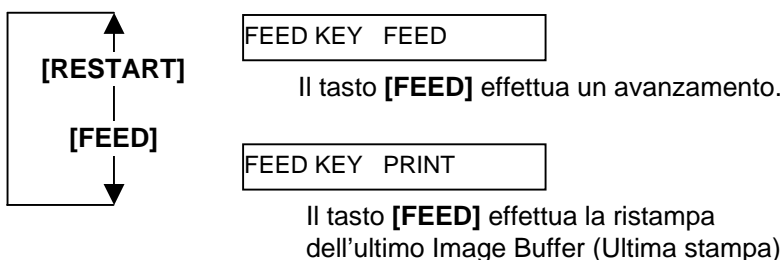 FEED KEY FEED
[RESTART]
Il tasto [FEED] effettua un avanzamento.
[FEED]
FEED KEY PRINT
Il tasto [FEED] effettua la ristampa
dell'ultimo Image Buffer (Ultima stampa)